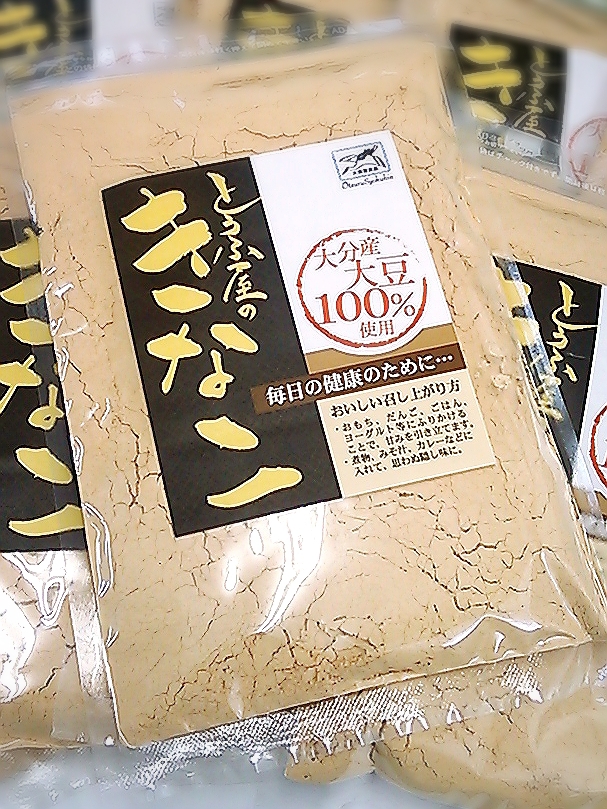 とうふ屋の
きなこ
OtsuruSyokuhin
大分産
大豆
100%
使用
毎日の健康のために…
おいしい召し上がり方
・おもち、だんご、ごはん、
ヨーグルト等にふりかける
ことで、甘みを引き立てます。
・煮物、みそ汁、カレーなどに
入れて、思わぬ隠し味に。